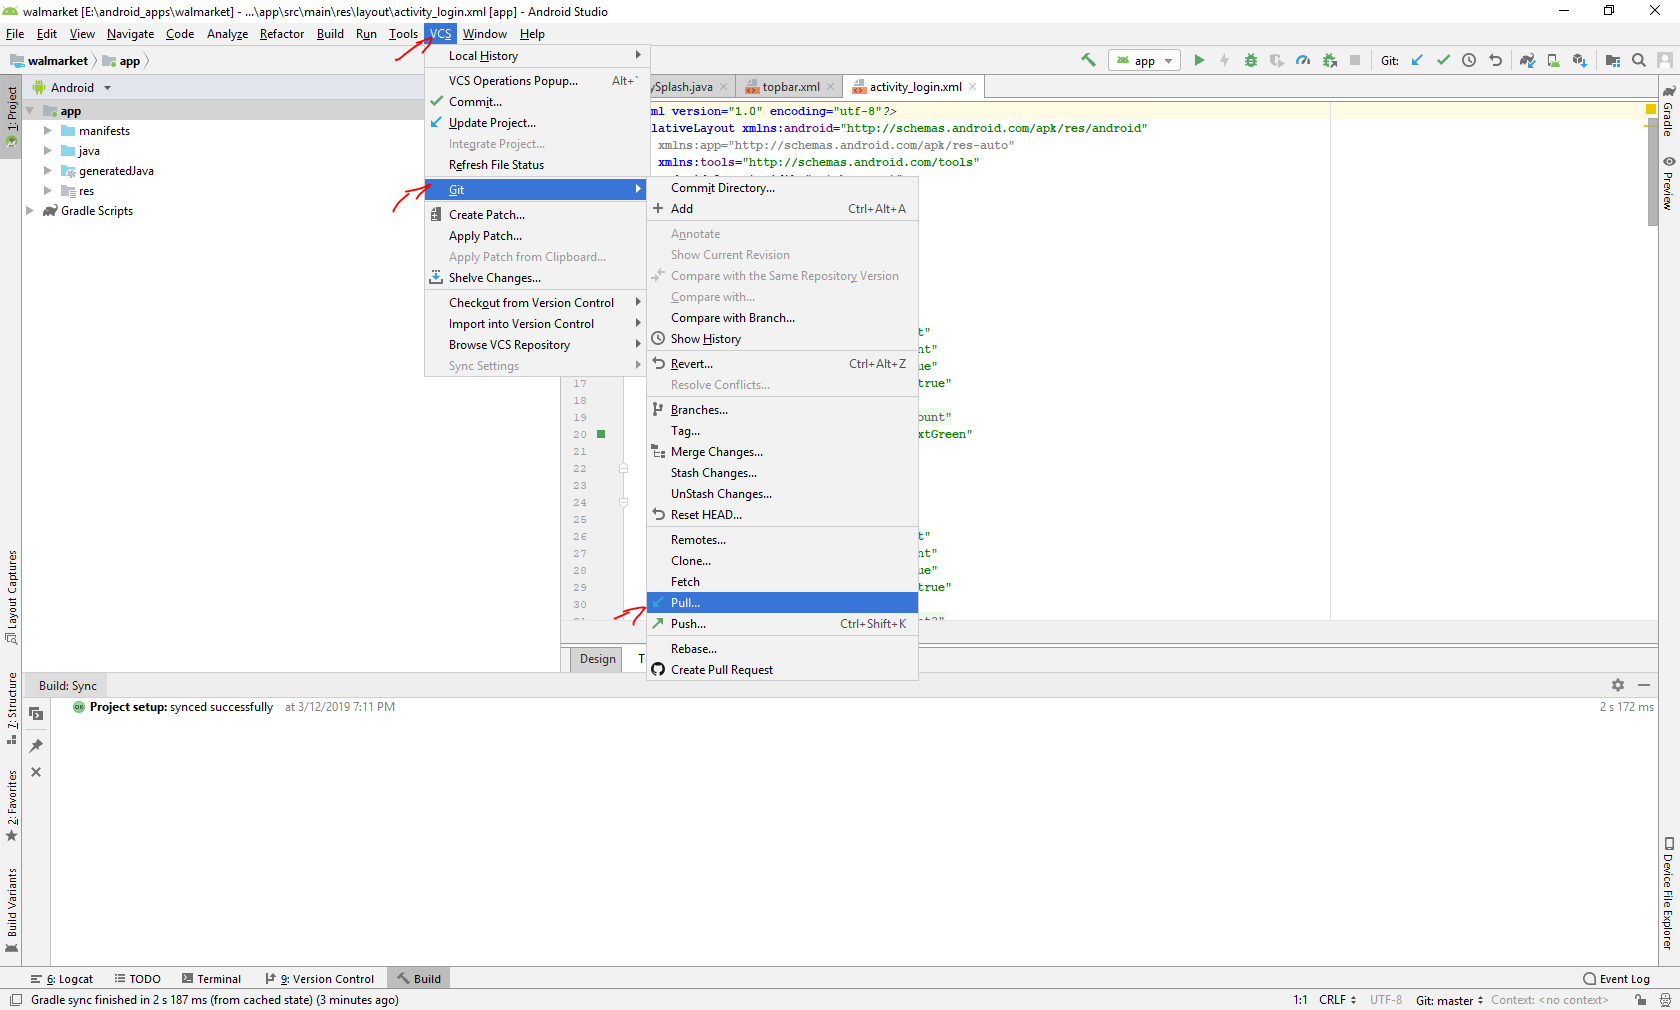 walmarket [E:\android_apps\walmarket] - ...\app\src\main\res\layout\activity_login.xml [app] - Android Studio
File Edit View Navigate Code Analyze Refactor Build Run Tools VCS Window Help
walmarket app
app Git:
Android
ySplash.java topbar.xml activity_login.xml
1: Project
app
manifests
java
generatedJava
res
Gradle Scripts
Local History
VCS Operations Popup... Alt+`
Commit...
Update Project...
Integrate Project...
Refresh File Status
Git
Create Patch...
Apply Patch...
Apply Patch from Clipboard...
Shelve Changes...
Checkout from Version Control
Import into Version Control
Browse VCS Repository
Sync Settings
Commit Directory...
Add Ctrl+Alt+A
Annotate
Show Current Revision
Compare with the Same Repository Version
Compare with...
Compare with Branch...
Show History
Revert... Ctrl+Alt+Z
Resolve Conflicts...
Branches...
Tag...
Merge Changes...
Stash Changes...
UnStash Changes...
Reset HEAD...
Remotes...
Clone...
Fetch
Pull...
Push... Ctrl+Shift+K
Rebase...
Create Pull Request
ml version="1.0" encoding="utf-8"?>
lativeLayout xmlns:android="http://schemas.android.com/apk/res/android"
xmlns:app="http://schemas.android.com/apk/res-auto"
xmlns:tools="http://schemas.android.com/tools"
t"
nt"
ue"
17 true"
18
19 ount"
20 xtGreen"
21
22
23
24
25
26 t"
27 nt"
28 ue"
29 true"
30
Design T
Gradle
Preview
Device File Explorer
Layout Captures
7: Structure
2: Favorites
Build Variants
Build: Sync
Project setup: synced successfully at 3/12/2019 7:11 PM 2 s 172 ms
6: Logcat TODO Terminal 9: Version Control Build Event Log
Gradle sync finished in 2 s 187 ms (from cached state) (3 minutes ago) 1:1 CRLF UTF-8 Git: master Context: <no context>